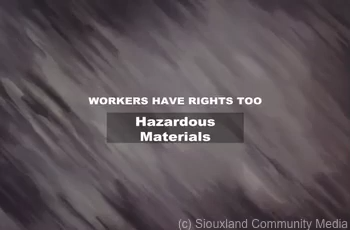 WORKERS HAVE RIGHTS TOO
Hazardous
Materials
(c) Siouxland Community Media